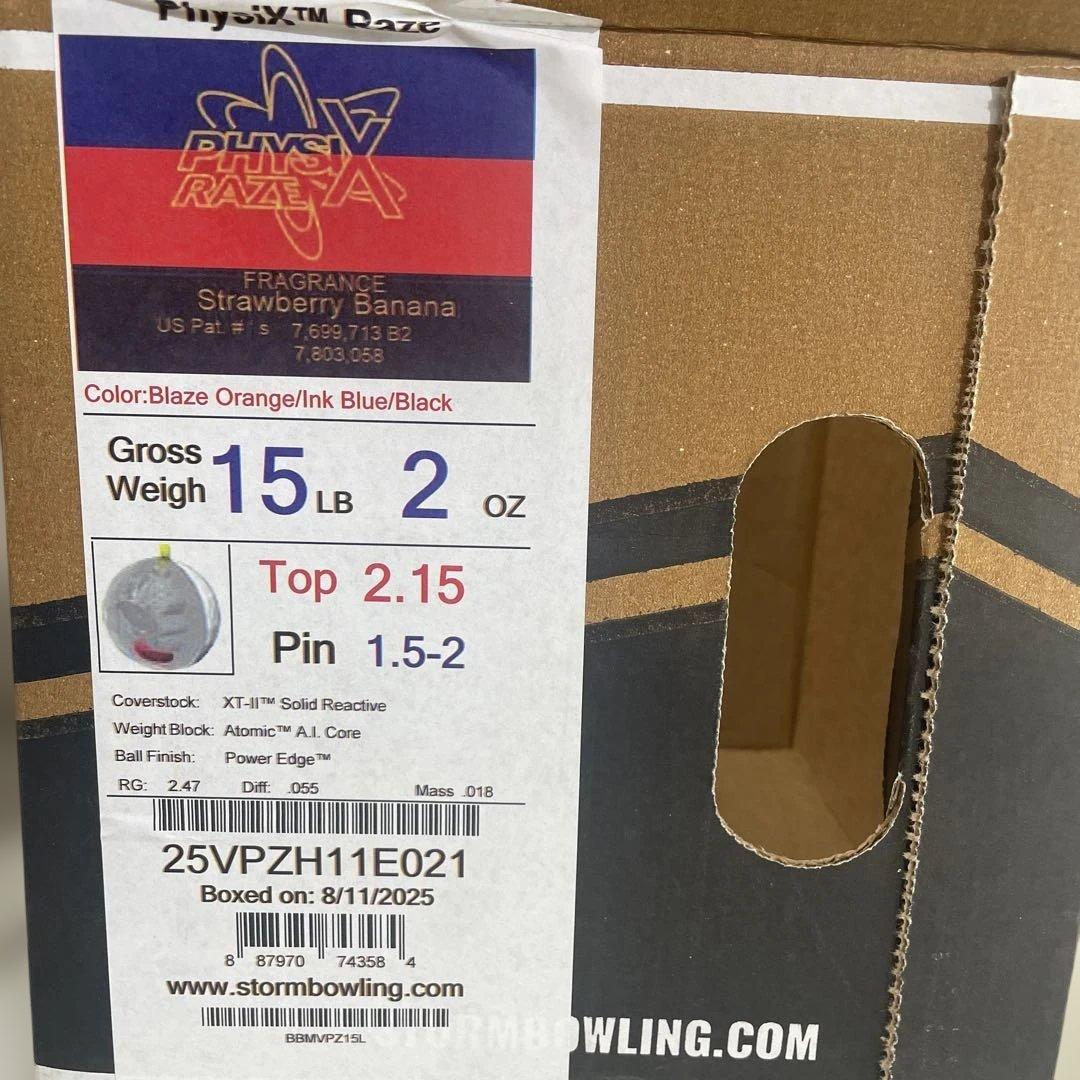 PhysiX™ Raze
PHYSIX
RAZE
FRAGRANCE
Strawberry Banana
US Pat. # s 7,699,713 B2
7,803,058
Color:Blaze Orange/Ink Blue/Black
Gross
Weigh 15 LB 2 OZ
Top 2.15
Pin 1.5-2
Coverstock: XT-II™ Solid Reactive
Weight Block: Atomic™ A.I. Core
Ball Finish: Power Edge™
RG: 2.47 Diff: .055 Mass .018
25VPZH11E021
Boxed on: 8/11/2025
8 87970 74358 4
www.stormbowling.com
BBMVPZ15L
STORMBOWLING.COM